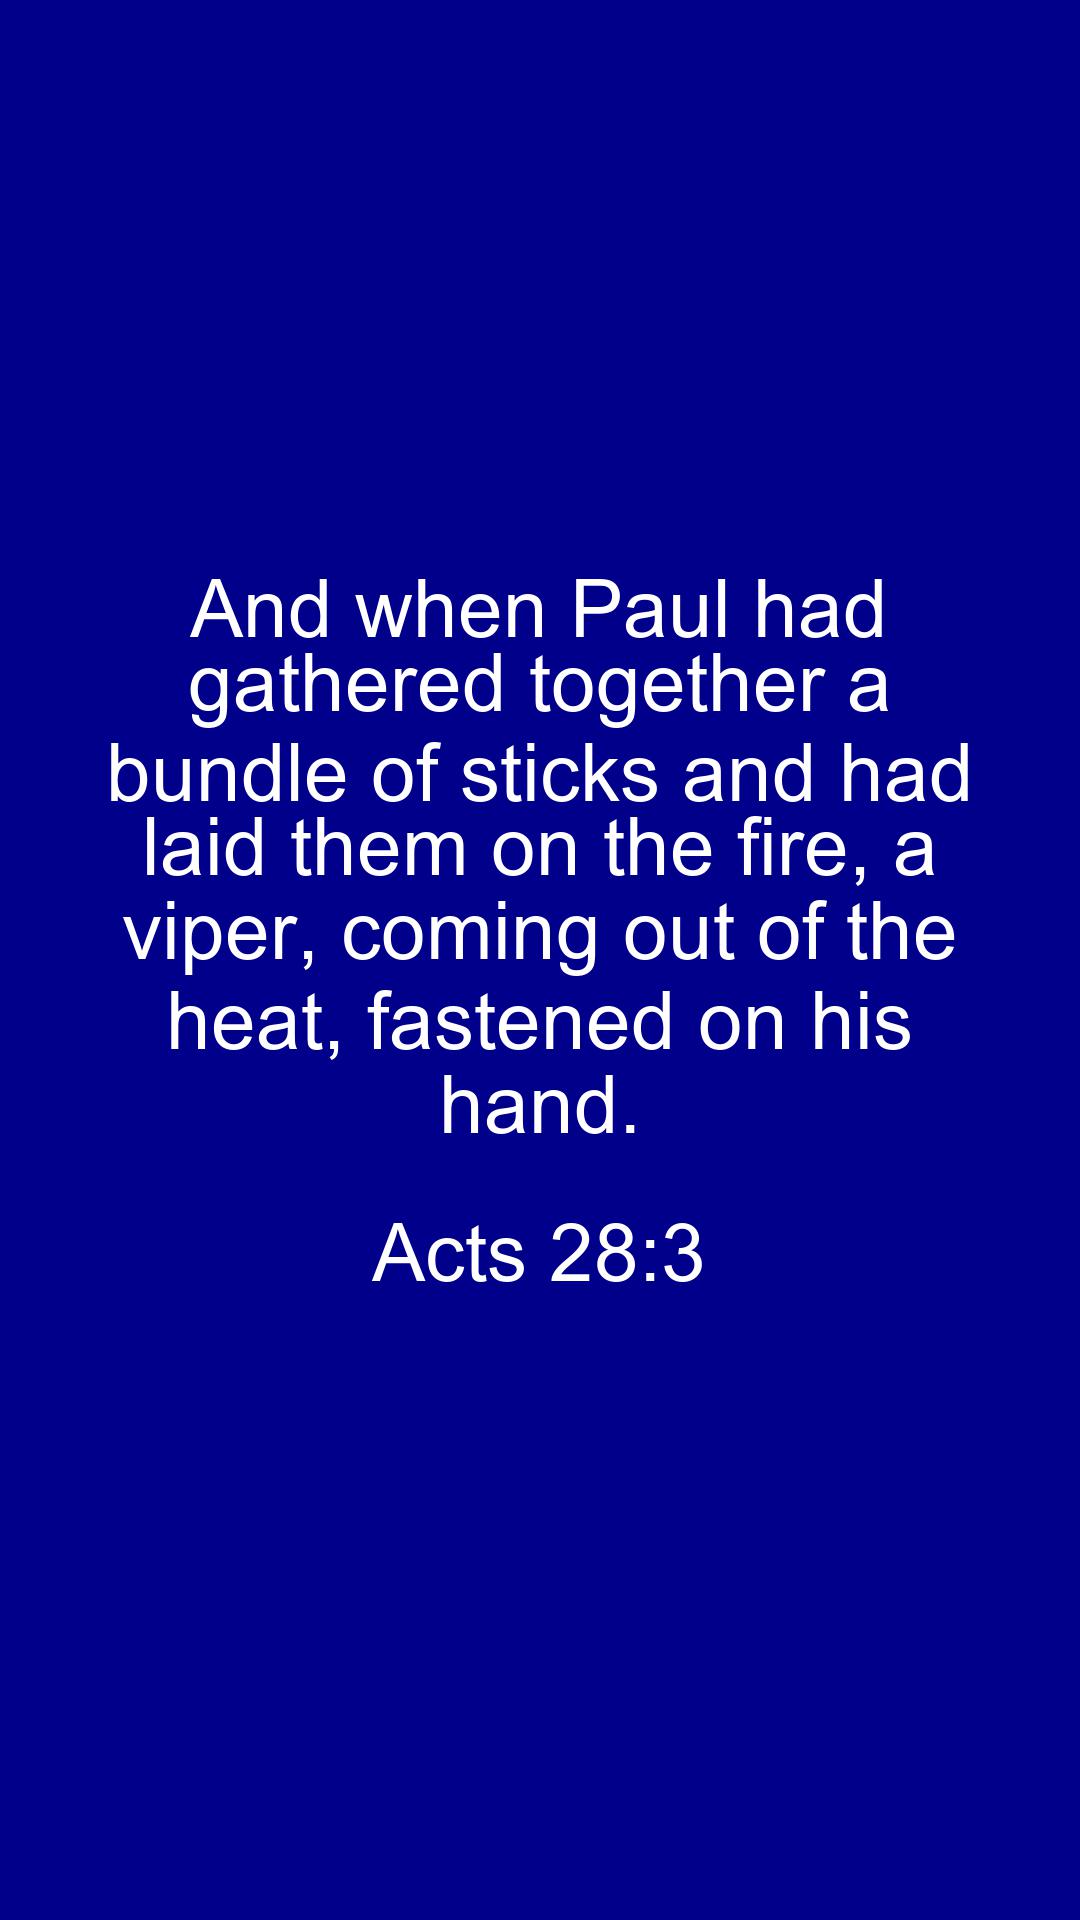 And when Paul had
gathered together a
bundle of sticks and had
laid them on the fire, a
viper, coming out of the
heat, fastened on his
hand.
Acts 28:3